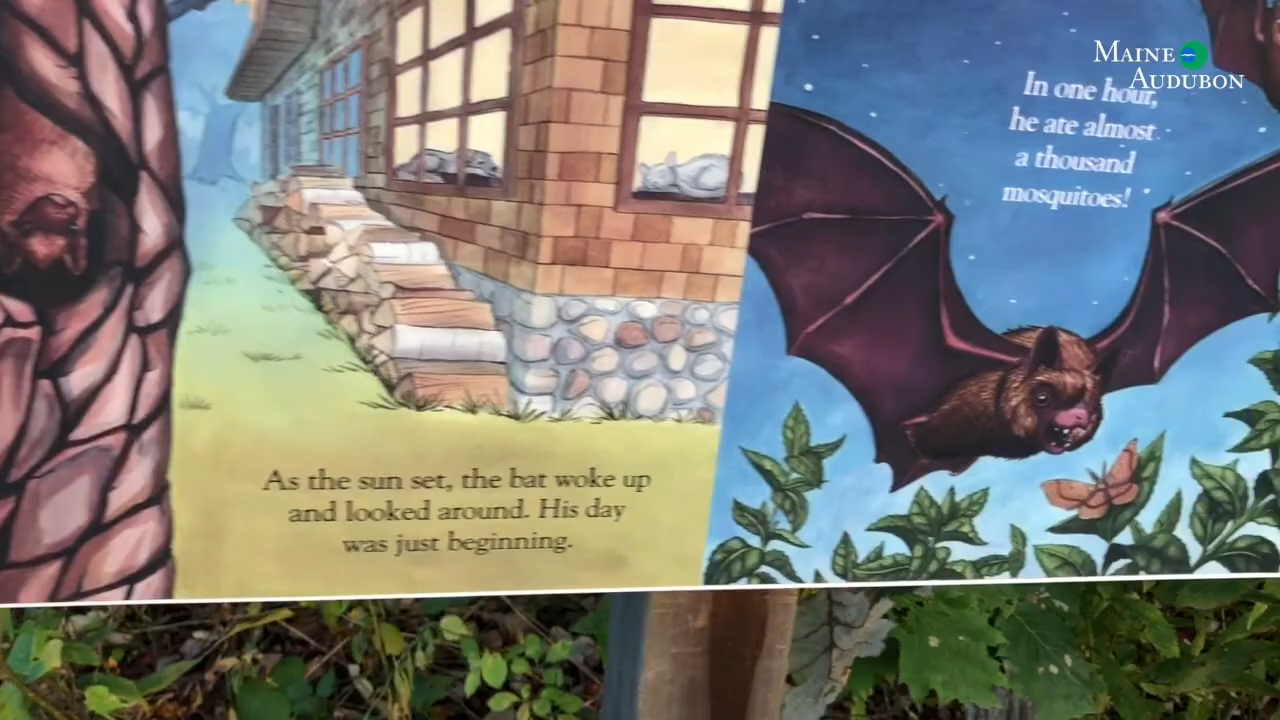 As the sun set, the bat woke up
and looked around. His day
was just beginning.
MAINE
AUDUBON
In one hour,
he ate almost
a thousand
mosquitoes!